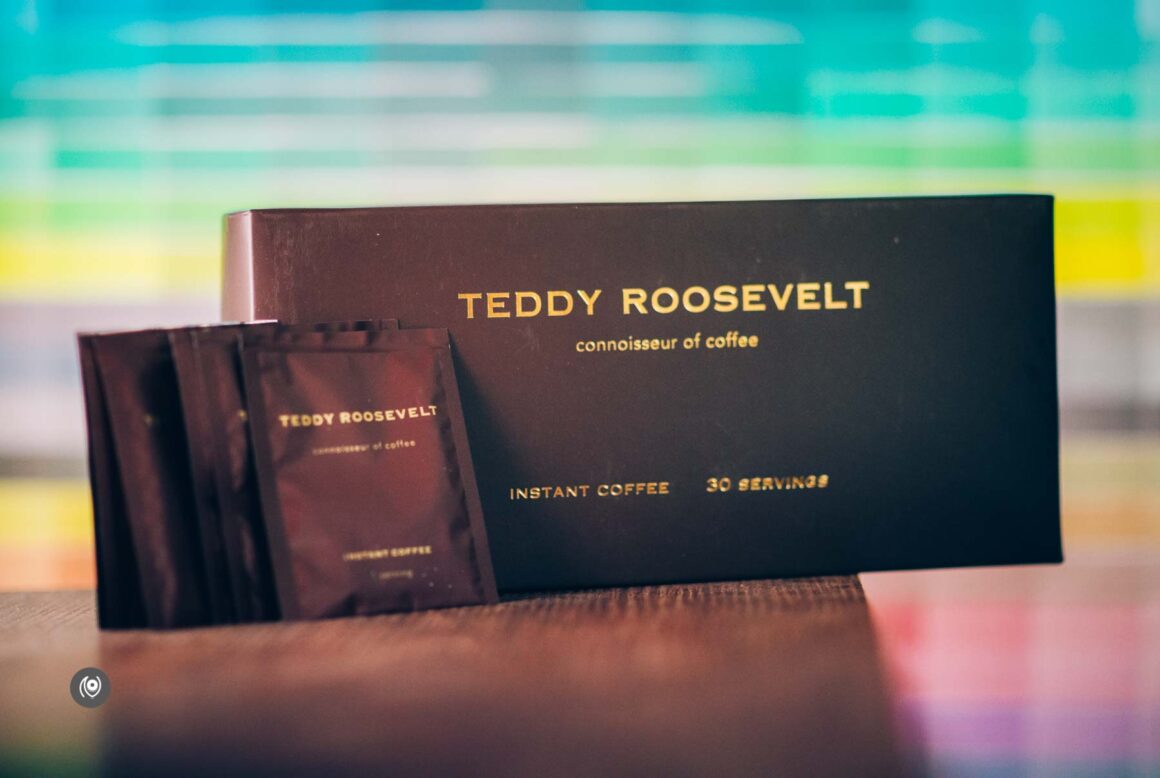 TEDDY ROOSEVELT
connoisseur of coffee
INSTANT COFFEE 30 SERVINGS
TEDDY ROOSEVELT
connoisseur of coffee
INSTANT COFFEE